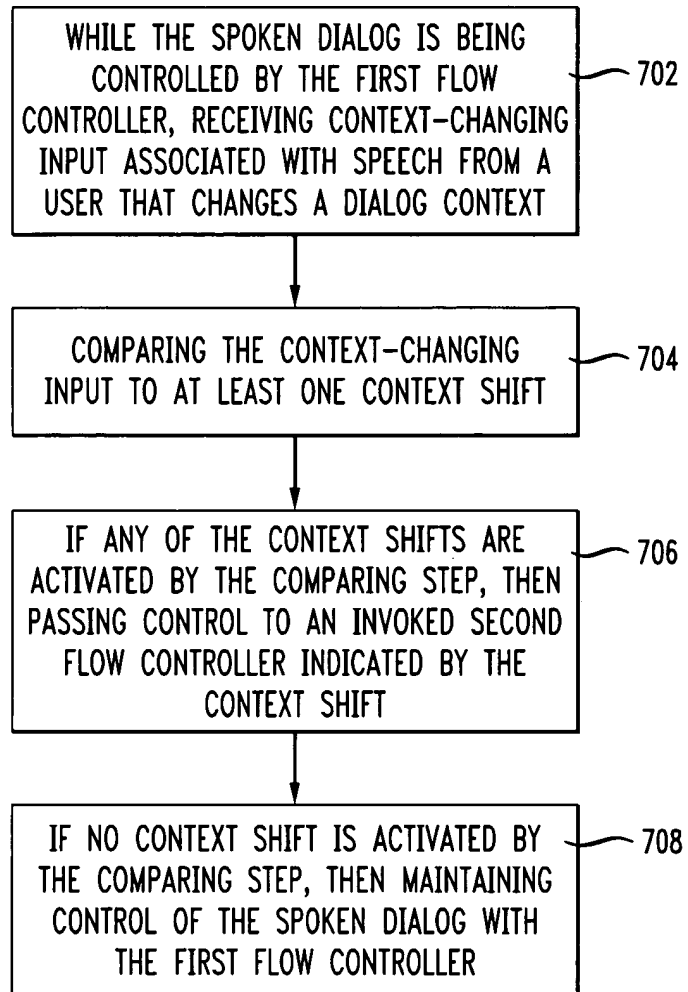 WHILE THE SPOKEN DIALOG IS BEING
CONTROLLED BY THE FIRST FLOW
CONTROLLER, RECEIVING CONTEXT-CHANGING
INPUT ASSOCIATED WITH SPEECH FROM A
USER THAT CHANGES A DIALOG CONTEXT
702
COMPARING THE CONTEXT-CHANGING
INPUT TO AT LEAST ONE CONTEXT SHIFT
704
IF ANY OF THE CONTEXT SHIFTS ARE
ACTIVATED BY THE COMPARING STEP, THEN
PASSING CONTROL TO AN INVOKED SECOND
FLOW CONTROLLER INDICATED BY THE
CONTEXT SHIFT
706
IF NO CONTEXT SHIFT IS ACTIVATED BY
THE COMPARING STEP, THEN MAINTAINING
CONTROL OF THE SPOKEN DIALOG WITH
THE FIRST FLOW CONTROLLER
708